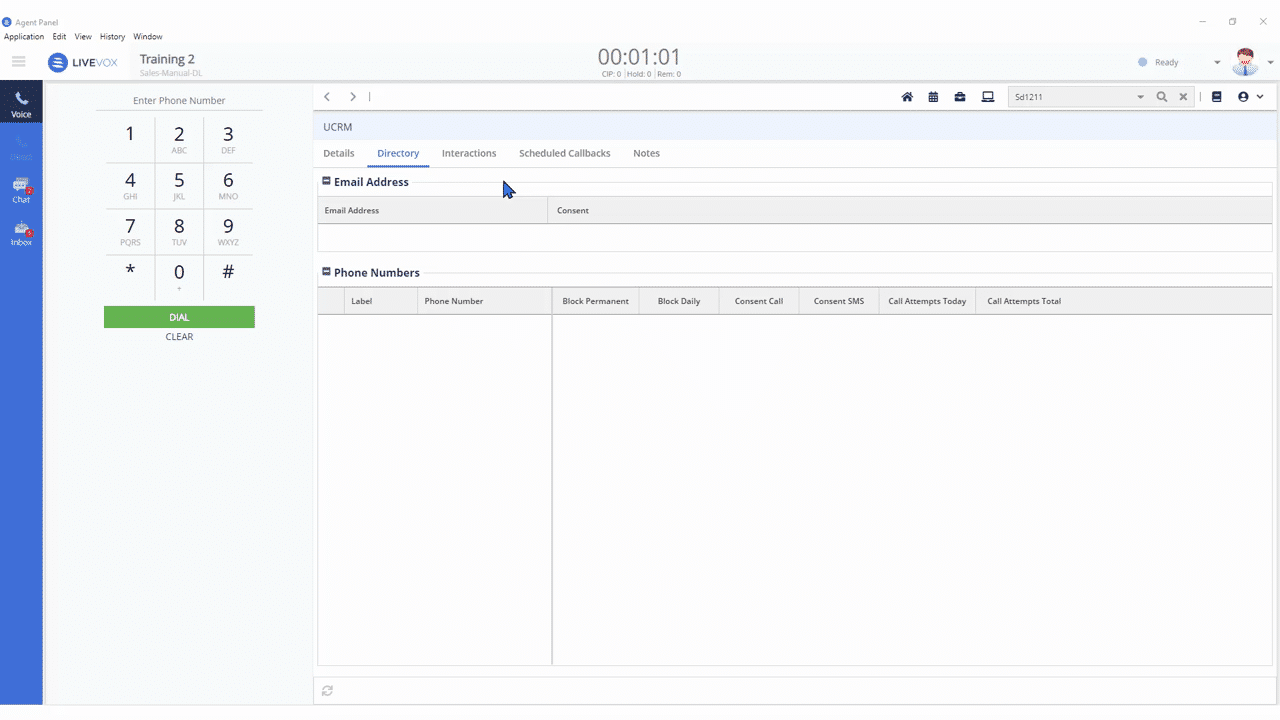 Agent Panel
Application Edit View History Window
LIVEVOX
Training 2
Sales-Manual-DL
00:01:01
CIP: 0 | Hold: 0 | Rem: 0
Ready
Voice
Chat
Inbox
Enter Phone Number
1 2 3
ABC DEF
4 5 6
GHI JKL MNO
7 8 9
PQRS TUV WXYZ
* 0 #
+
DIAL
CLEAR
Sd1211
UCRM
Details Directory Interactions Scheduled Callbacks Notes
Email Address
Email Address Consent
Phone Numbers
Label Phone Number Block Permanent Block Daily Consent Call Consent SMS Call Attempts Today Call Attempts Total